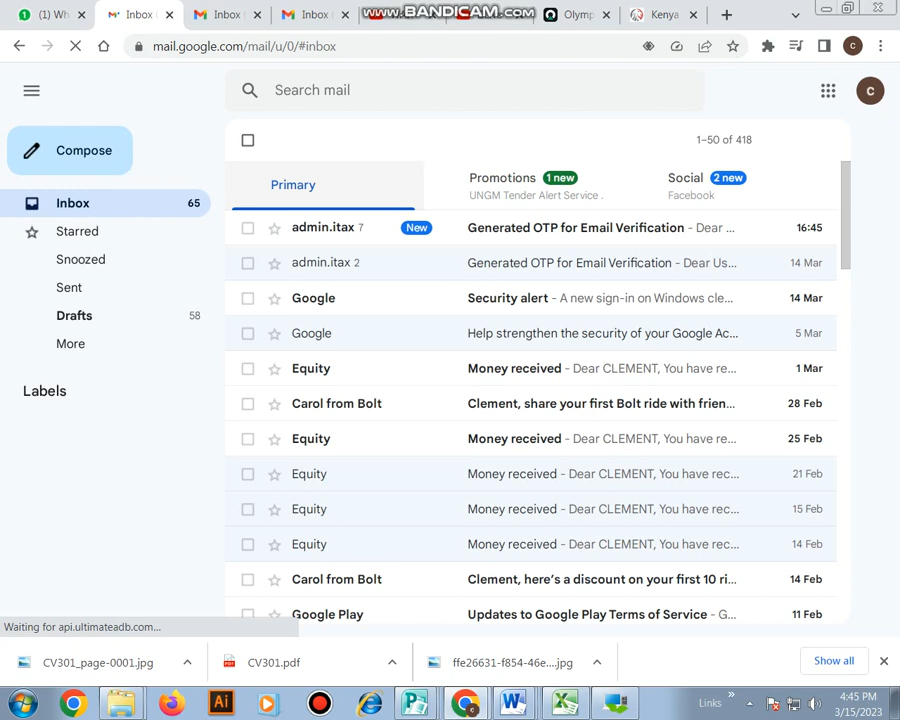 (1) Wh
Inbox
Inbox
Inbox
WWW.BANDICAM.COM
Olymp
Kenya
mail.google.com/mail/u/0/#inbox
C
Search mail
C
Compose
1–50 of 418
Primary
Promotions 1 new
UNGM Tender Alert Service .
Social 2 new
Facebook
Inbox 65
Starred
Snoozed
Sent
Drafts 58
More
Labels
admin.itax 7 New Generated OTP for Email Verification - Dear ... 16:45
admin.itax 2 Generated OTP for Email Verification - Dear Us... 14 Mar
Google Security alert - A new sign-in on Windows cle... 14 Mar
Google Help strengthen the security of your Google Ac... 5 Mar
Equity Money received - Dear CLEMENT, You have re... 1 Mar
Carol from Bolt Clement, share your first Bolt ride with frien... 28 Feb
Equity Money received - Dear CLEMENT, You have re... 25 Feb
Equity Money received - Dear CLEMENT, You have rec... 21 Feb
Equity Money received - Dear CLEMENT, You have rec... 15 Feb
Equity Money received - Dear CLEMENT, You have rec... 14 Feb
Carol from Bolt Clement, here's a discount on your first 10 ri... 14 Feb
Google Play Updates to Google Play Terms of Service - G... 11 Feb
Waiting for api.ultimateadb.com...
CV301_page-0001.jpg
CV301.pdf
ffe26631-f854-46e....jpg
Show all
Ai
Links
4:45 PM
3/15/2023